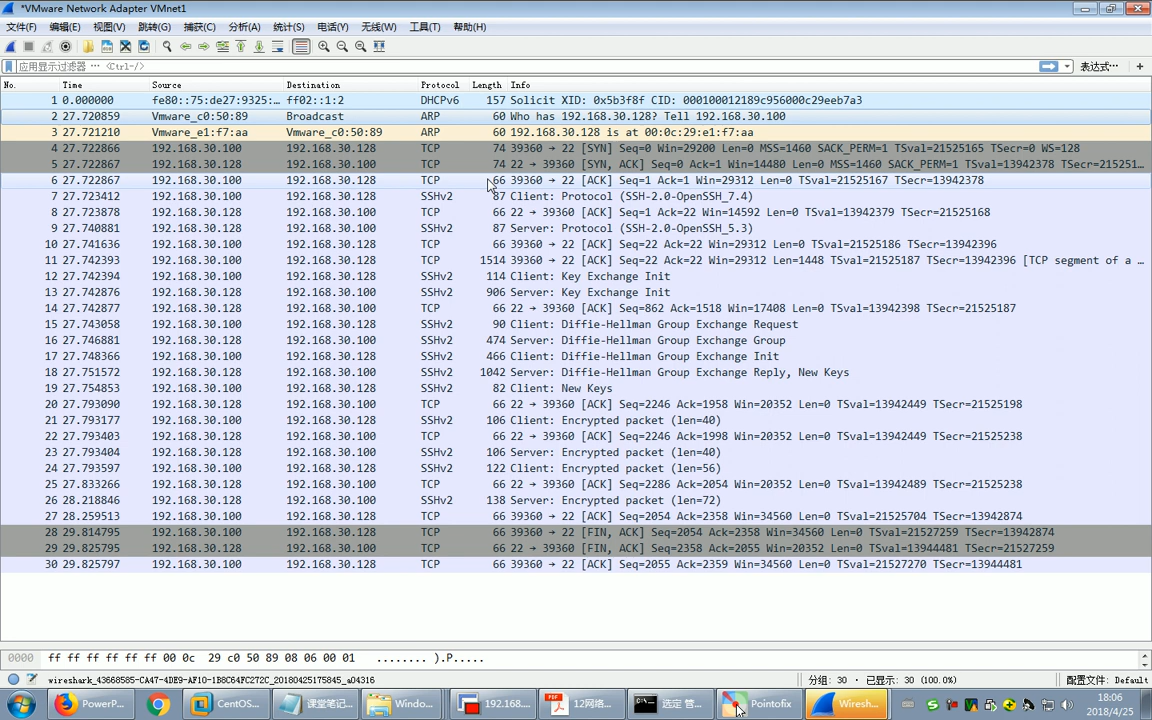 *VMware Network Adapter VMnet1
文件(F) 编辑(E) 视图(V) 跳转(G) 捕获(C) 分析(A) 统计(S) 电话(Y) 无线(W) 工具(T) 帮助(H)
应用显示过滤器 … <Ctrl-/> 表达式… +
No. Time Source Destination Protocol Length Info
1 0.000000 fe80::75:de27:9325:… ff02::1:2 DHCPv6 157 Solicit XID: 0x5b3f8f CID: 000100012189c956000c29eeb7a3
2 27.720859 Vmware_c0:50:89 Broadcast ARP 60 Who has 192.168.30.128? Tell 192.168.30.100
3 27.721210 Vmware_e1:f7:aa Vmware_c0:50:89 ARP 60 192.168.30.128 is at 00:0c:29:e1:f7:aa
4 27.722866 192.168.30.100 192.168.30.128 TCP 74 39360 → 22 [SYN] Seq=0 Win=29200 Len=0 MSS=1460 SACK_PERM=1 TSval=21525165 TSecr=0 WS=128
5 27.722867 192.168.30.128 192.168.30.100 TCP 74 22 → 39360 [SYN, ACK] Seq=0 Ack=1 Win=14480 Len=0 MSS=1460 SACK_PERM=1 TSval=13942378 TSecr=215251…
6 27.722867 192.168.30.100 192.168.30.128 TCP 66 39360 → 22 [ACK] Seq=1 Ack=1 Win=29312 Len=0 TSval=21525167 TSecr=13942378
7 27.723412 192.168.30.100 192.168.30.128 SSHv2 87 Client: Protocol (SSH-2.0-OpenSSH_7.4)
8 27.723878 192.168.30.128 192.168.30.100 TCP 66 22 → 39360 [ACK] Seq=1 Ack=22 Win=14592 Len=0 TSval=13942379 TSecr=21525168
9 27.740881 192.168.30.128 192.168.30.100 SSHv2 87 Server: Protocol (SSH-2.0-OpenSSH_5.3)
10 27.741636 192.168.30.100 192.168.30.128 TCP 66 39360 → 22 [ACK] Seq=22 Ack=22 Win=29312 Len=0 TSval=21525186 TSecr=13942396
11 27.742393 192.168.30.100 192.168.30.128 TCP 1514 39360 → 22 [ACK] Seq=22 Ack=22 Win=29312 Len=1448 TSval=21525187 TSecr=13942396 [TCP segment of a …
12 27.742394 192.168.30.100 192.168.30.128 SSHv2 114 Client: Key Exchange Init
13 27.742876 192.168.30.128 192.168.30.100 SSHv2 906 Server: Key Exchange Init
14 27.742877 192.168.30.128 192.168.30.100 TCP 66 22 → 39360 [ACK] Seq=862 Ack=1518 Win=17408 Len=0 TSval=13942398 TSecr=21525187
15 27.743058 192.168.30.100 192.168.30.128 SSHv2 90 Client: Diffie-Hellman Group Exchange Request
16 27.746881 192.168.30.128 192.168.30.100 SSHv2 474 Server: Diffie-Hellman Group Exchange Group
17 27.748366 192.168.30.100 192.168.30.128 SSHv2 466 Client: Diffie-Hellman Group Exchange Init
18 27.751572 192.168.30.128 192.168.30.100 SSHv2 1042 Server: Diffie-Hellman Group Exchange Reply, New Keys
19 27.754853 192.168.30.100 192.168.30.128 SSHv2 82 Client: New Keys
20 27.793090 192.168.30.128 192.168.30.100 TCP 66 22 → 39360 [ACK] Seq=2246 Ack=1958 Win=20352 Len=0 TSval=13942449 TSecr=21525198
21 27.793177 192.168.30.100 192.168.30.128 SSHv2 106 Client: Encrypted packet (len=40)
22 27.793403 192.168.30.128 192.168.30.100 TCP 66 22 → 39360 [ACK] Seq=2246 Ack=1998 Win=20352 Len=0 TSval=13942449 TSecr=21525238
23 27.793404 192.168.30.128 192.168.30.100 SSHv2 106 Server: Encrypted packet (len=40)
24 27.793597 192.168.30.100 192.168.30.128 SSHv2 122 Client: Encrypted packet (len=56)
25 27.833266 192.168.30.128 192.168.30.100 TCP 66 22 → 39360 [ACK] Seq=2286 Ack=2054 Win=20352 Len=0 TSval=13942489 TSecr=21525238
26 28.218846 192.168.30.128 192.168.30.100 SSHv2 138 Server: Encrypted packet (len=72)
27 28.259513 192.168.30.100 192.168.30.128 TCP 66 39360 → 22 [ACK] Seq=2054 Ack=2358 Win=34560 Len=0 TSval=21525704 TSecr=13942874
28 29.814795 192.168.30.100 192.168.30.128 TCP 66 39360 → 22 [FIN, ACK] Seq=2054 Ack=2358 Win=34560 Len=0 TSval=21527259 TSecr=13942874
29 29.825795 192.168.30.128 192.168.30.100 TCP 66 22 → 39360 [FIN, ACK] Seq=2358 Ack=2055 Win=20352 Len=0 TSval=13944481 TSecr=21527259
30 29.825797 192.168.30.100 192.168.30.128 TCP 66 39360 → 22 [ACK] Seq=2055 Ack=2359 Win=34560 Len=0 TSval=21527270 TSecr=13944481
0000 ff ff ff ff ff ff 00 0c 29 c0 50 89 08 06 00 01 ........ ).P.....
wireshark_43668585-CA47-4DE9-AF10-1B8C64FC272C_20180425175845_a04316 分组: 30 · 已显示: 30 (100.0%) 配置文件: Default
PowerP... CentOS... 课堂笔记... Windo... 192.168.... 12网络... 选定 管... Pointofix Wiresh... 18:06
2018/4/25